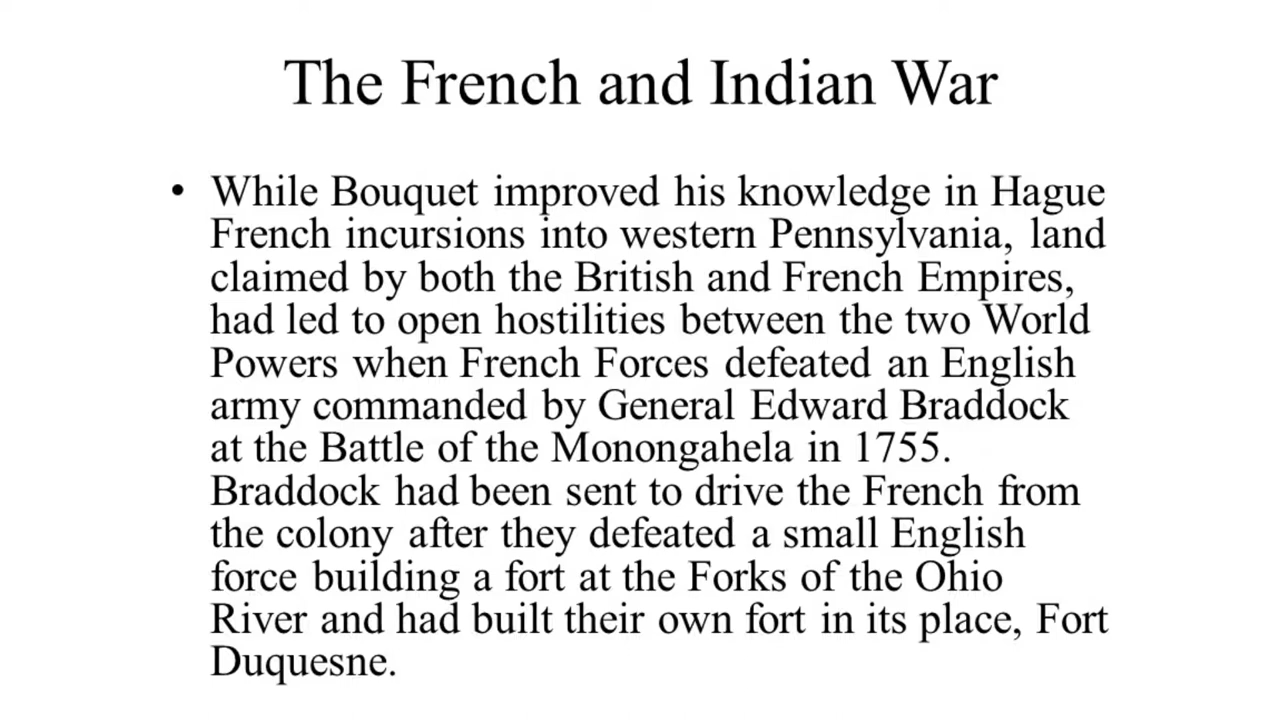 The French and Indian War
• While Bouquet improved his knowledge in Hague
French incursions into western Pennsylvania, land
claimed by both the British and French Empires,
had led to open hostilities between the two World
Powers when French Forces defeated an English
army commanded by General Edward Braddock
at the Battle of the Monongahela in 1755.
Braddock had been sent to drive the French from
the colony after they defeated a small English
force building a fort at the Forks of the Ohio
River and had built their own fort in its place, Fort
Duquesne.